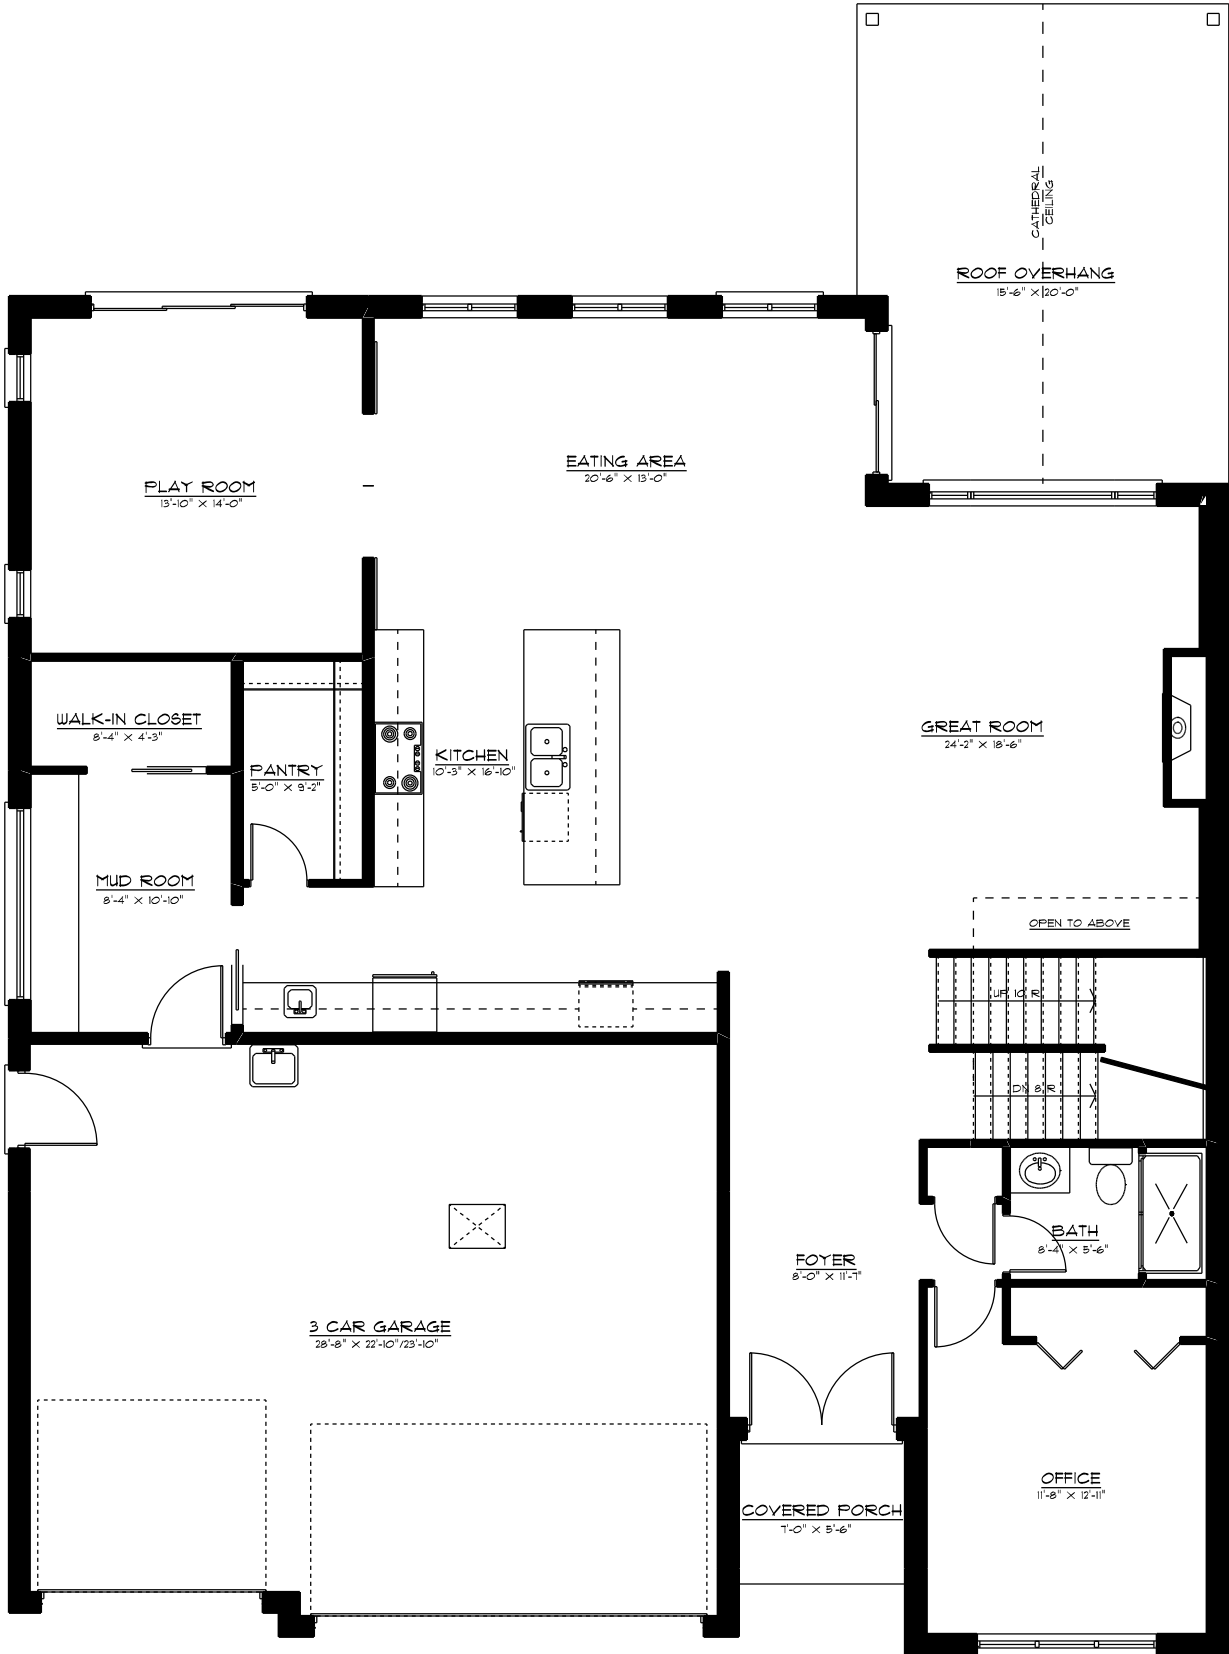 CATHEDRAL
CEILING
ROOF OVERHANG
15'-6" X 20'-0"
EATING AREA
20'-6" X 13'-0"
PLAY ROOM
13'-10" X 14'-0"
WALK-IN CLOSET
8'-4" X 4'-3"
GREAT ROOM
24'-2" X 18'-6"
KITCHEN
10'-3" X 16'-10"
PANTRY
5'-0" X 9'-2"
MUD ROOM
8'-4" X 10'-10"
OPEN TO ABOVE
UP 10 R
DN 8 R
BATH
8'-4" X 5'-6"
FOYER
8'-0" X 11'-7"
3 CAR GARAGE
28'-8" X 22'-10"/23'-10"
OFFICE
11'-8" X 12'-11"
COVERED PORCH
7'-0" X 5'-6"